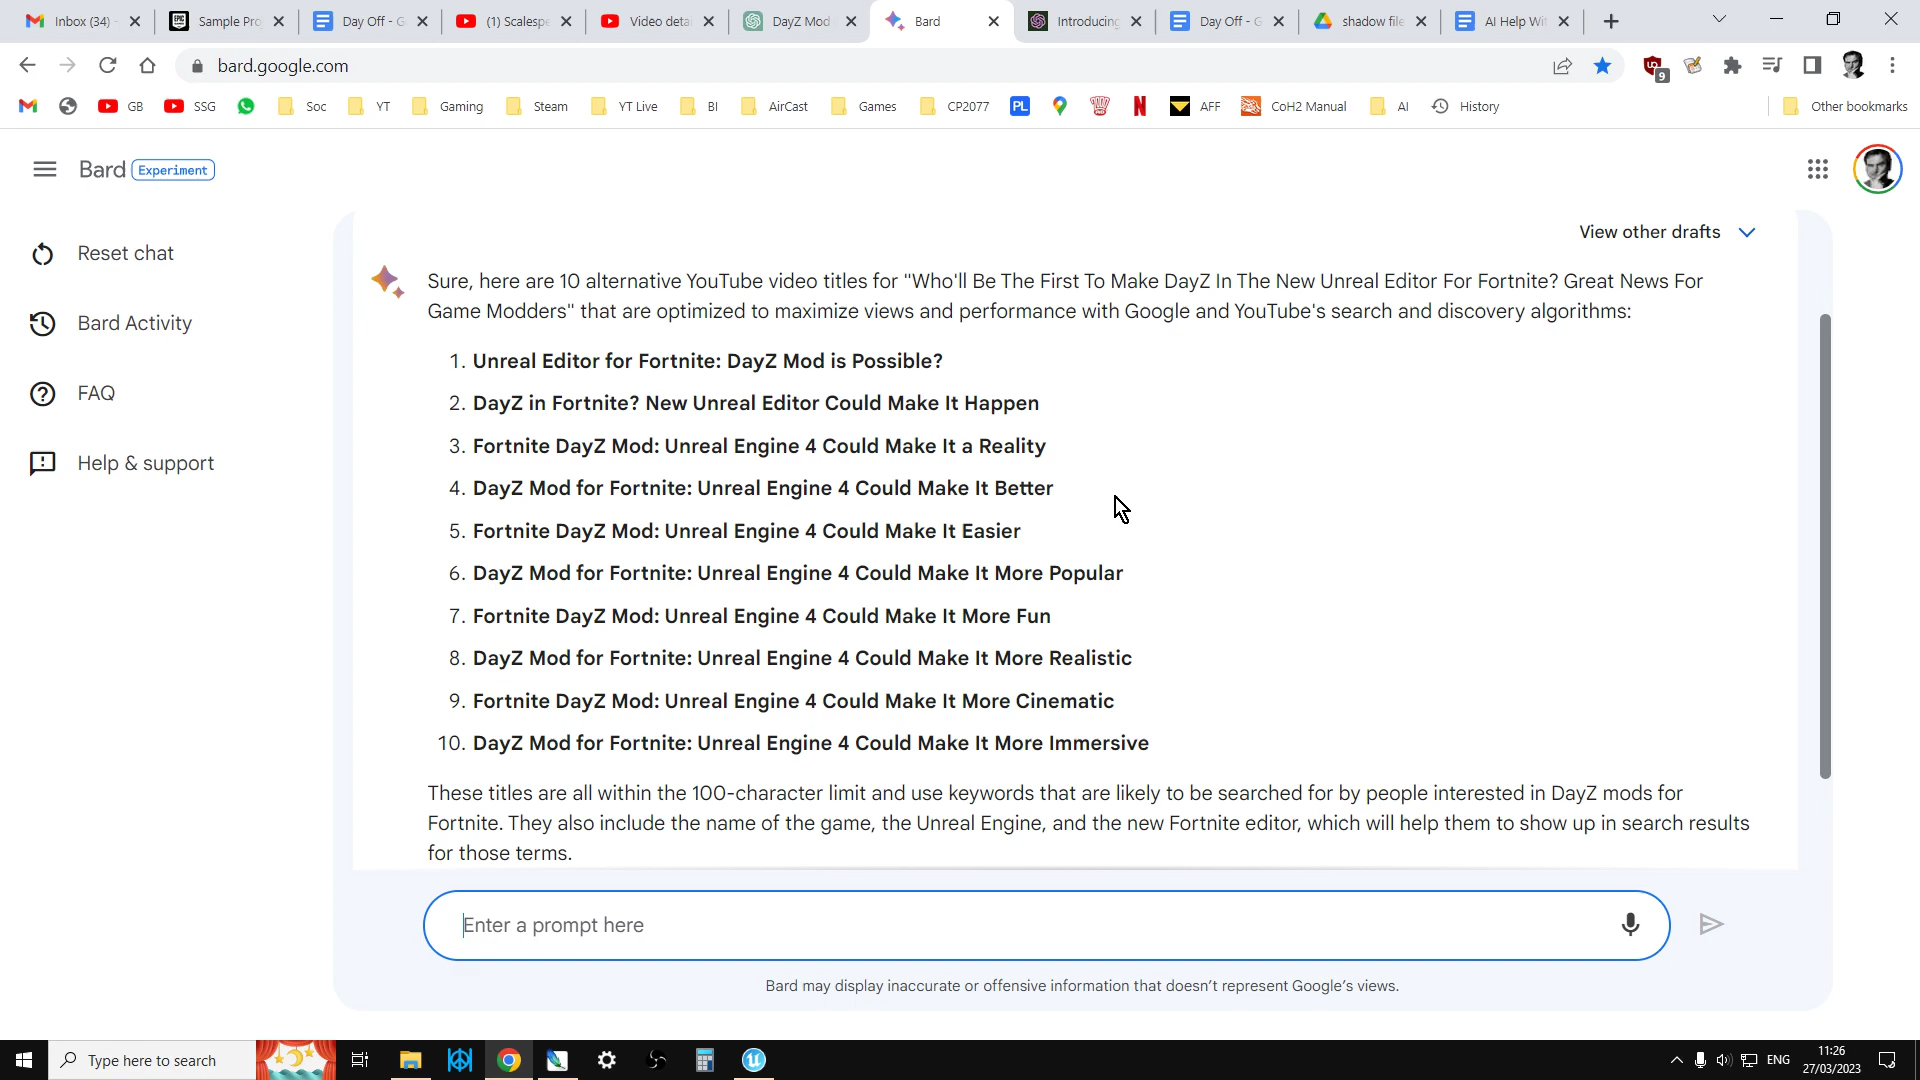 Inbox (34) -
Sample Pro
Day Off - G
(1) Scalespe
Video detai
DayZ Mod
Bard
Introducing
Day Off - G
shadow file
AI Help Wit
bard.google.com
9
GB
SSG
Soc
YT
Gaming
Steam
YT Live
BI
AirCast
Games
CP2077
PL
AFF
CoH2 Manual
AI
History
Other bookmarks
Bard Experiment
Reset chat
Bard Activity
FAQ
Help & support
View other drafts
Sure, here are 10 alternative YouTube video titles for "Who'll Be The First To Make DayZ In The New Unreal Editor For Fortnite? Great News For
Game Modders" that are optimized to maximize views and performance with Google and YouTube's search and discovery algorithms:
1. Unreal Editor for Fortnite: DayZ Mod is Possible?
2. DayZ in Fortnite? New Unreal Editor Could Make It Happen
3. Fortnite DayZ Mod: Unreal Engine 4 Could Make It a Reality
4. DayZ Mod for Fortnite: Unreal Engine 4 Could Make It Better
5. Fortnite DayZ Mod: Unreal Engine 4 Could Make It Easier
6. DayZ Mod for Fortnite: Unreal Engine 4 Could Make It More Popular
7. Fortnite DayZ Mod: Unreal Engine 4 Could Make It More Fun
8. DayZ Mod for Fortnite: Unreal Engine 4 Could Make It More Realistic
9. Fortnite DayZ Mod: Unreal Engine 4 Could Make It More Cinematic
10. DayZ Mod for Fortnite: Unreal Engine 4 Could Make It More Immersive
These titles are all within the 100-character limit and use keywords that are likely to be searched for by people interested in DayZ mods for
Fortnite. They also include the name of the game, the Unreal Engine, and the new Fortnite editor, which will help them to show up in search results
for those terms.
Enter a prompt here
Bard may display inaccurate or offensive information that doesn't represent Google's views.
Type here to search
ENG
11:26
27/03/2023